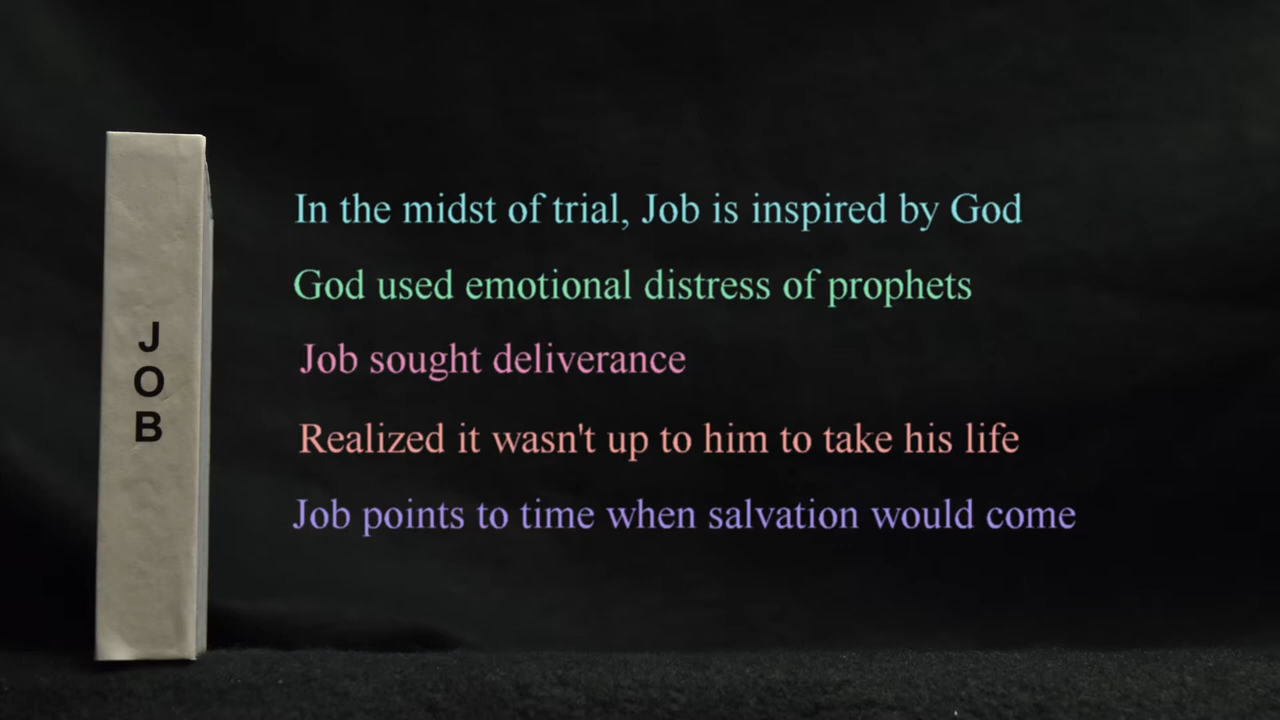 J
O
B
In the midst of trial, Job is inspired by God
God used emotional distress of prophets
Job sought deliverance
Realized it wasn't up to him to take his life
Job points to time when salvation would come